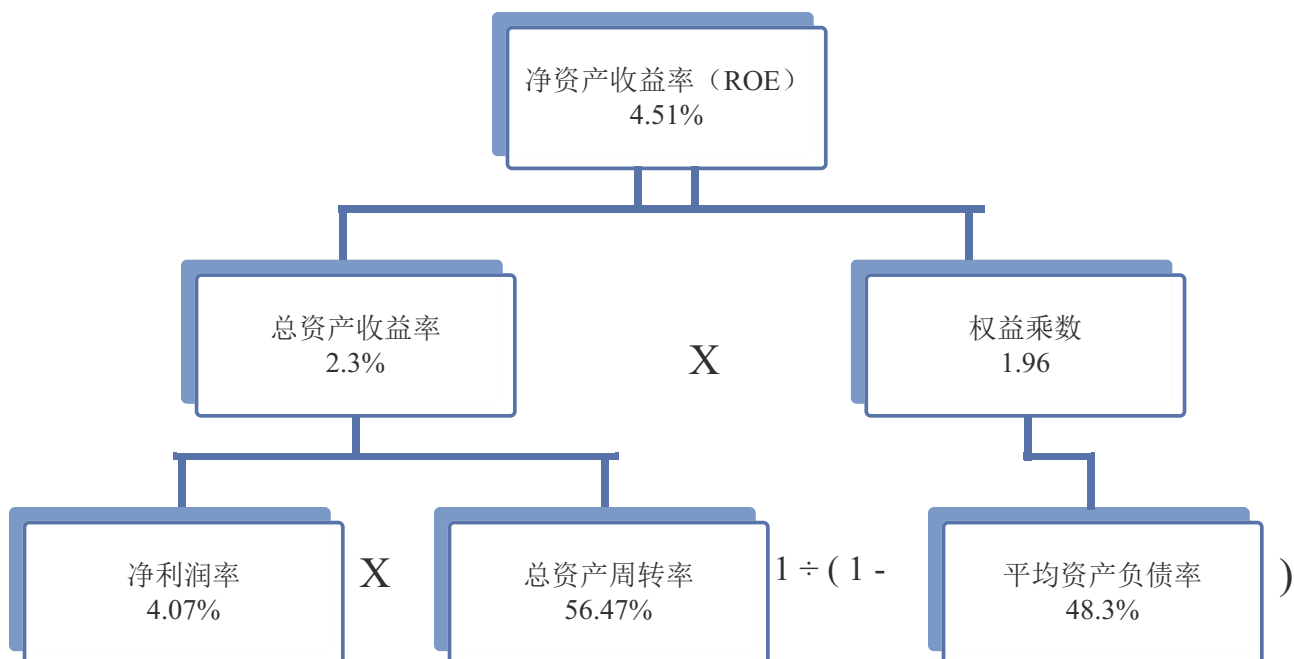 净资产收益率（ROE）
4.51%
总资产收益率
2.3%
X
权益乘数
1.96
净利润率
4.07%
X
总资产周转率
56.47%
1 ÷ ( 1 -
平均资产负债率
48.3%
)